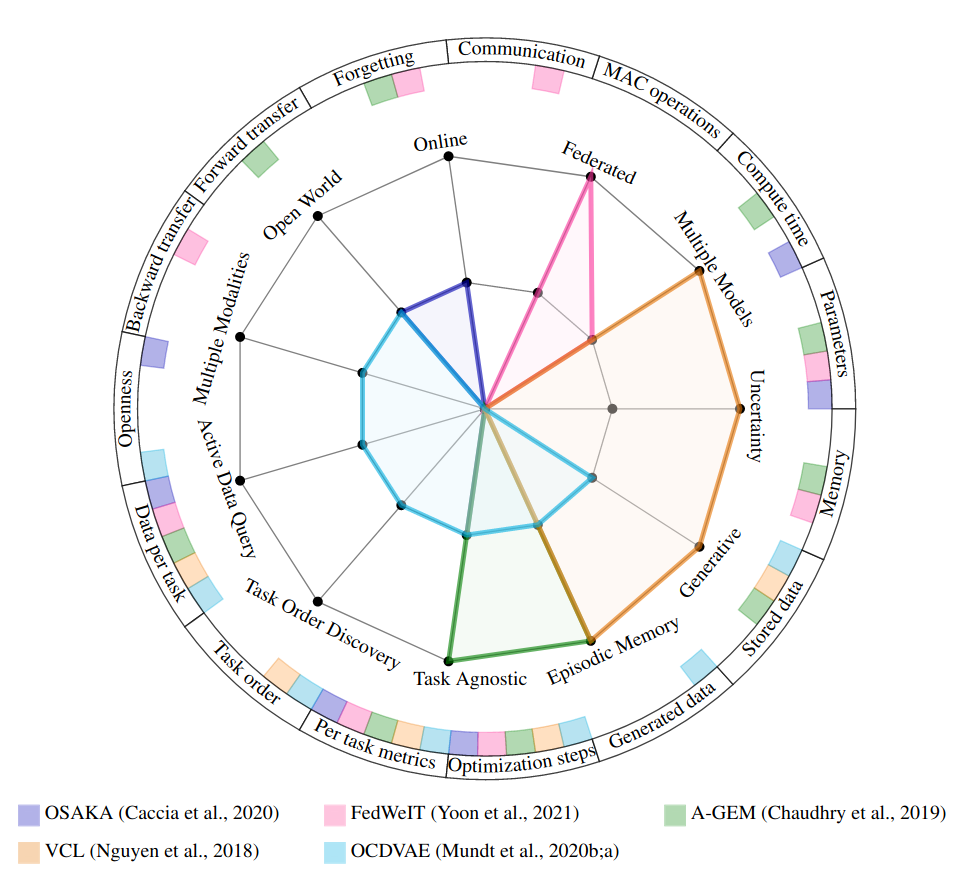 Communication
MAC operations
Compute time
Parameters
Memory
Stored data
Generated data
Optimization steps
Per task metrics
Task order
Data per task
Openness
Backward transfer
Forward transfer
Forgetting
Online
Federated
Multiple Models
Uncertainty
Generative
Episodic Memory
Task Agnostic
Task Order Discovery
Active Data Query
Multiple Modalities
Open World
OSAKA (Caccia et al., 2020)
FedWeIT (Yoon et al., 2021)
A-GEM (Chaudhry et al., 2019)
VCL (Nguyen et al., 2018)
OCDVAE (Mundt et al., 2020b;a)